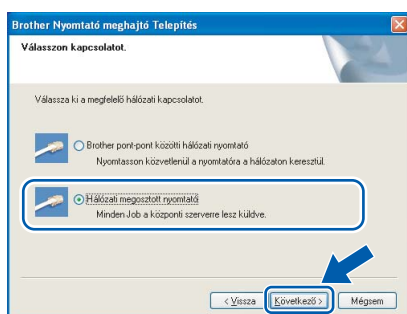 Brother Nyomtató meghajtó Telepítés
Válasszon kapcsolatot.
Válassza ki a megfelelő hálózati kapcsolatot.
Brother pont-pont közötti hálózati nyomtató
Nyomtasson közvetlenül a nyomtatóra a hálózaton keresztül.
Hálózati megosztott nyomtató
Minden Job a központi szerverre lesz küldve.
< Vissza Következő > Mégsem